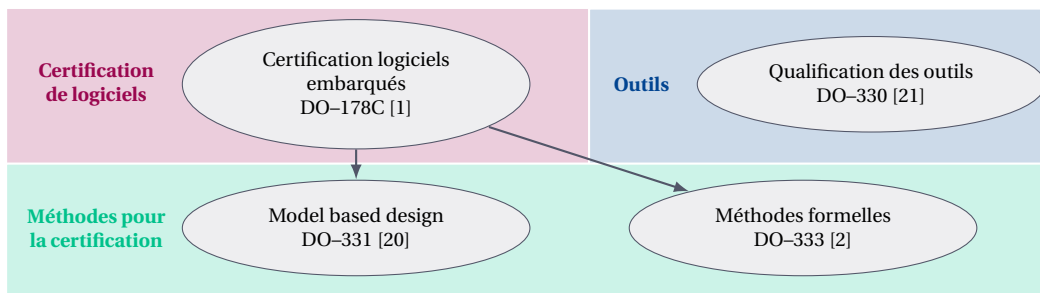 Certification
de logiciels
Certification logiciels
embarqués
DO–178C [1]
Outils
Qualification des outils
DO–330 [21]
Méthodes pour
la certification
Model based design
DO–331 [20]
Méthodes formelles
DO–333 [2]